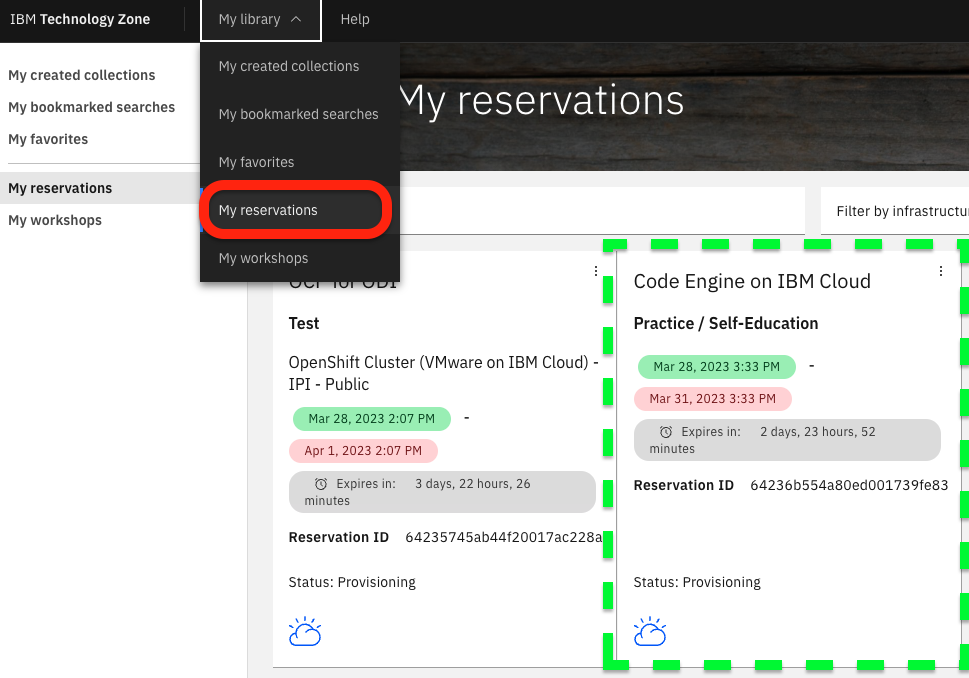 IBM Technology Zone
My library
Help
My created collections
My bookmarked searches
My favorites
My reservations
My workshops
My created collections
My bookmarked searches
My favorites
My reservations
My workshops
My reservations
Filter by infrastructu
OCP for ODI
Test
OpenShift Cluster (VMware on IBM Cloud) -
IPI - Public
Mar 28, 2023 2:07 PM -
Apr 1, 2023 2:07 PM
Expires in: 3 days, 22 hours, 26
minutes
Reservation ID 64235745ab44f20017ac228a
Status: Provisioning
Code Engine on IBM Cloud
Practice / Self-Education
Mar 28, 2023 3:33 PM -
Mar 31, 2023 3:33 PM
Expires in: 2 days, 23 hours, 52
minutes
Reservation ID 64236b554a80ed001739fe83
Status: Provisioning